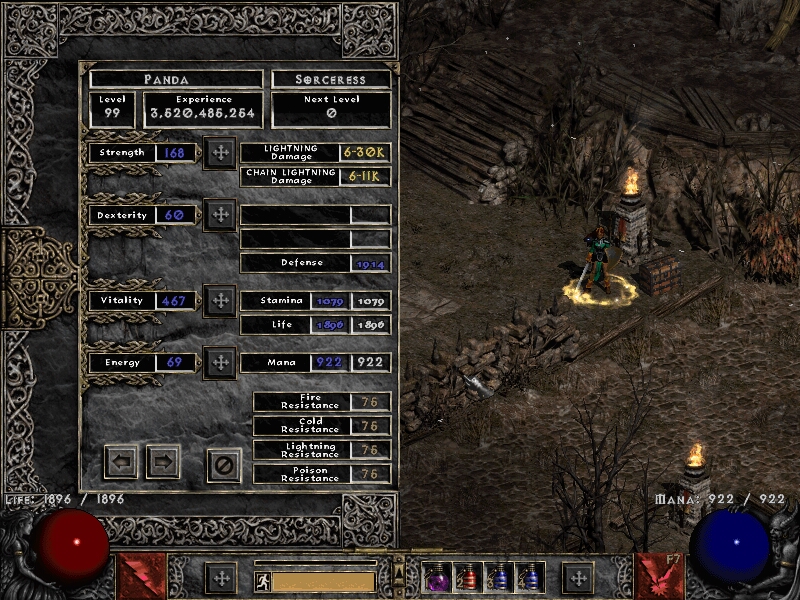 Panda
Sorceress
Level
Experience
Next Level
99
3,520,485,254
0
Strength
168
LIGHTNING
Damage
6-30K
CHAIN LIGHTNING
Damage
6-11K
Dexterity
60
Defense
1914
Vitality
467
Stamina
1079
1079
Life
1896
1896
Energy
69
Mana
922
922
Fire
Resistance
75
Cold
Resistance
75
Lightning
Resistance
75
Poison
Resistance
75
Life: 1896 / 1896
Mana: 922 / 922
F7